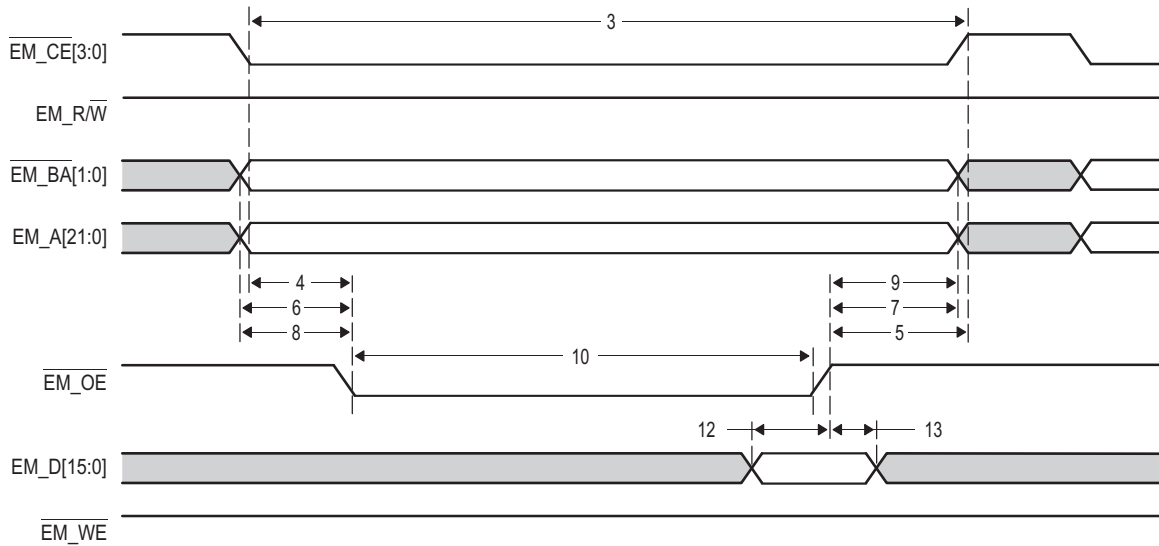 3
EM_CE[3:0]
EM_R/W
EM_BA[1:0]
EM_A[21:0]
4 9
6 7
8 5
10
EM_OE
12 13
EM_D[15:0]
EM_WE